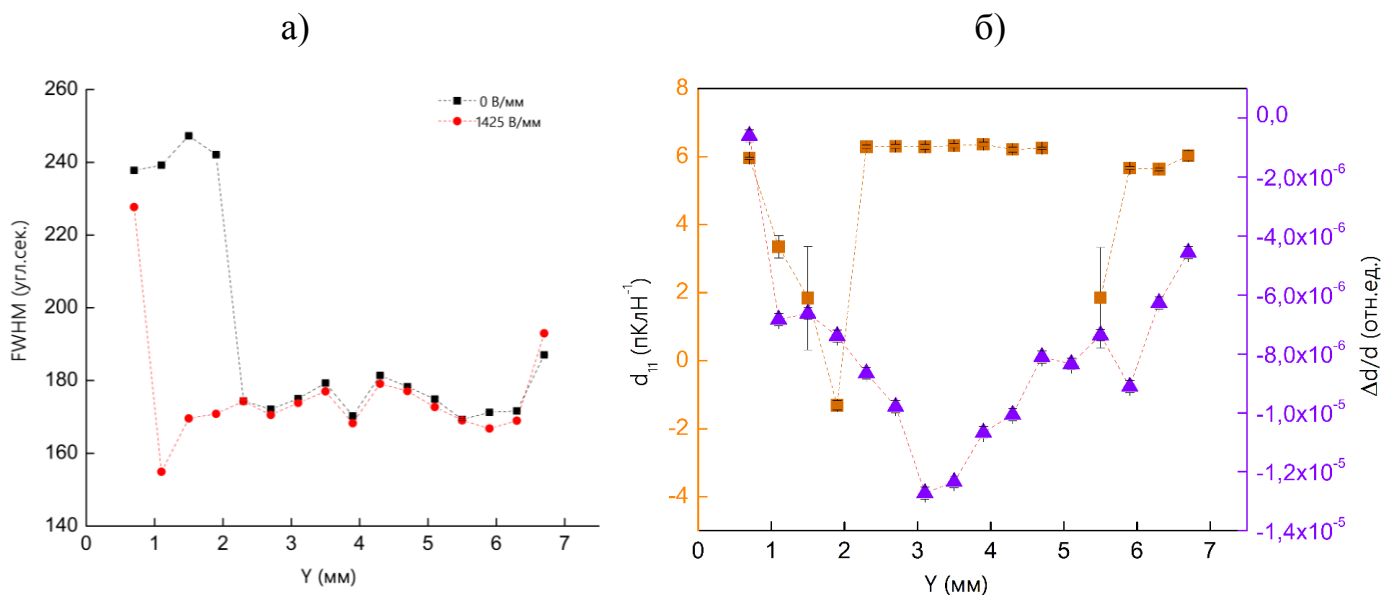 а)
б)
260
240
220
200
180
160
140
0
1
2
3
4
5
6
7
FWHM (угл.сек.)
Y (мм)
0 В/мм
1425 В/мм
8
6
4
2
0
-2
-4
0
1
2
3
4
5
6
7
d₁₁ (пКлН⁻¹)
Y (мм)
0,0
-2,0x10⁻⁶
-4,0x10⁻⁶
-6,0x10⁻⁶
-8,0x10⁻⁶
-1,0x10⁻⁵
-1,2x10⁻⁵
-1,4x10⁻⁵
Δd/d (отн.ед.)